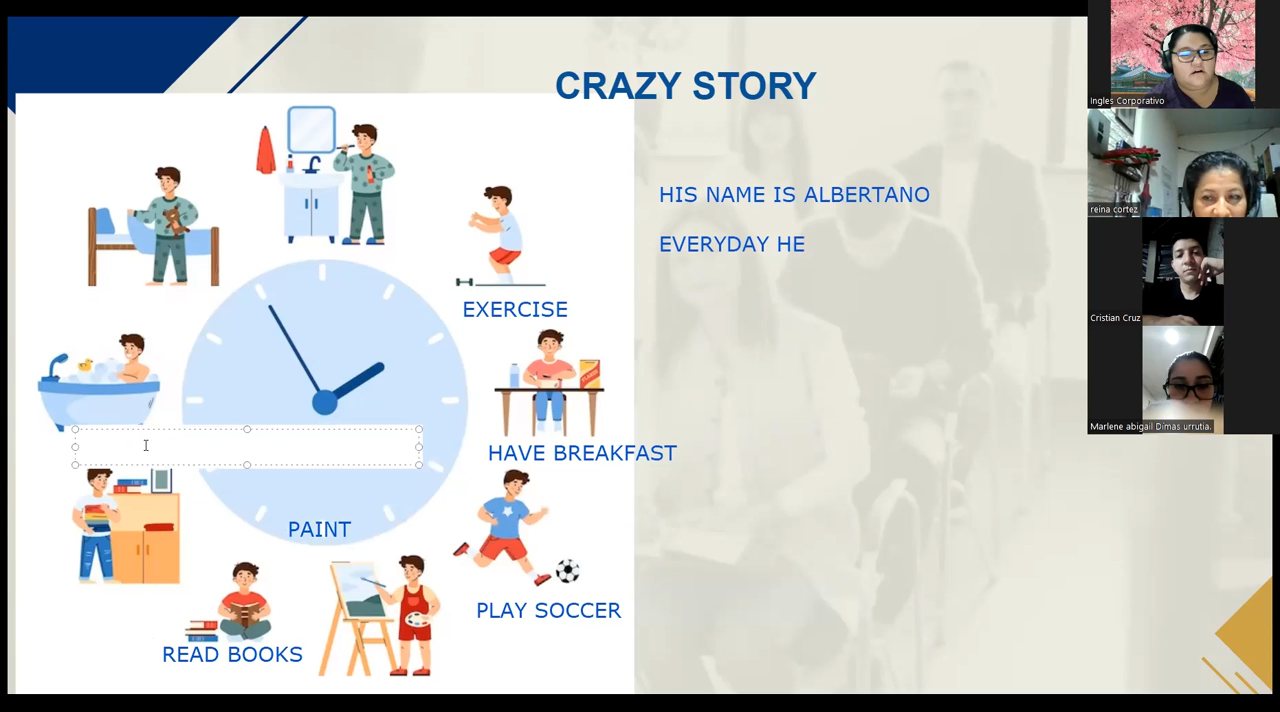 CRAZY STORY
HIS NAME IS ALBERTANO
EVERYDAY HE
EXERCISE
HAVE BREAKFAST
PLAY SOCCER
PAINT
READ BOOKS
Ingles Corporativo
reina cortez
Cristian Cruz
Marlene abigail Dimas urrutia.